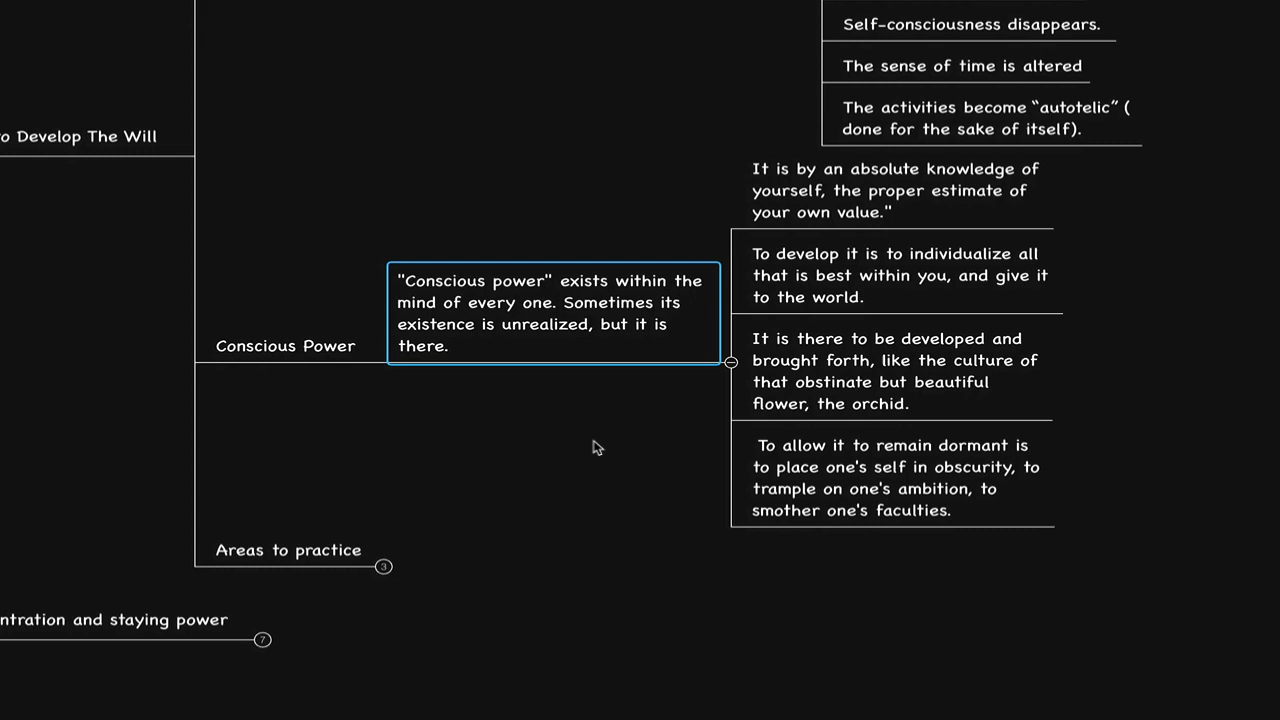 Self-consciousness disappears.
The sense of time is altered
The activities become “autotelic” (
done for the sake of itself).
o Develop The Will
It is by an absolute knowledge of
yourself, the proper estimate of
your own value."
To develop it is to individualize all
that is best within you, and give it
to the world.
"Conscious power" exists within the
mind of every one. Sometimes its
existence is unrealized, but it is
there.
Conscious Power
It is there to be developed and
brought forth, like the culture of
that obstinate but beautiful
flower, the orchid.
To allow it to remain dormant is
to place one's self in obscurity, to
trample on one's ambition, to
smother one's faculties.
Areas to practice
3
ntration and staying power
7